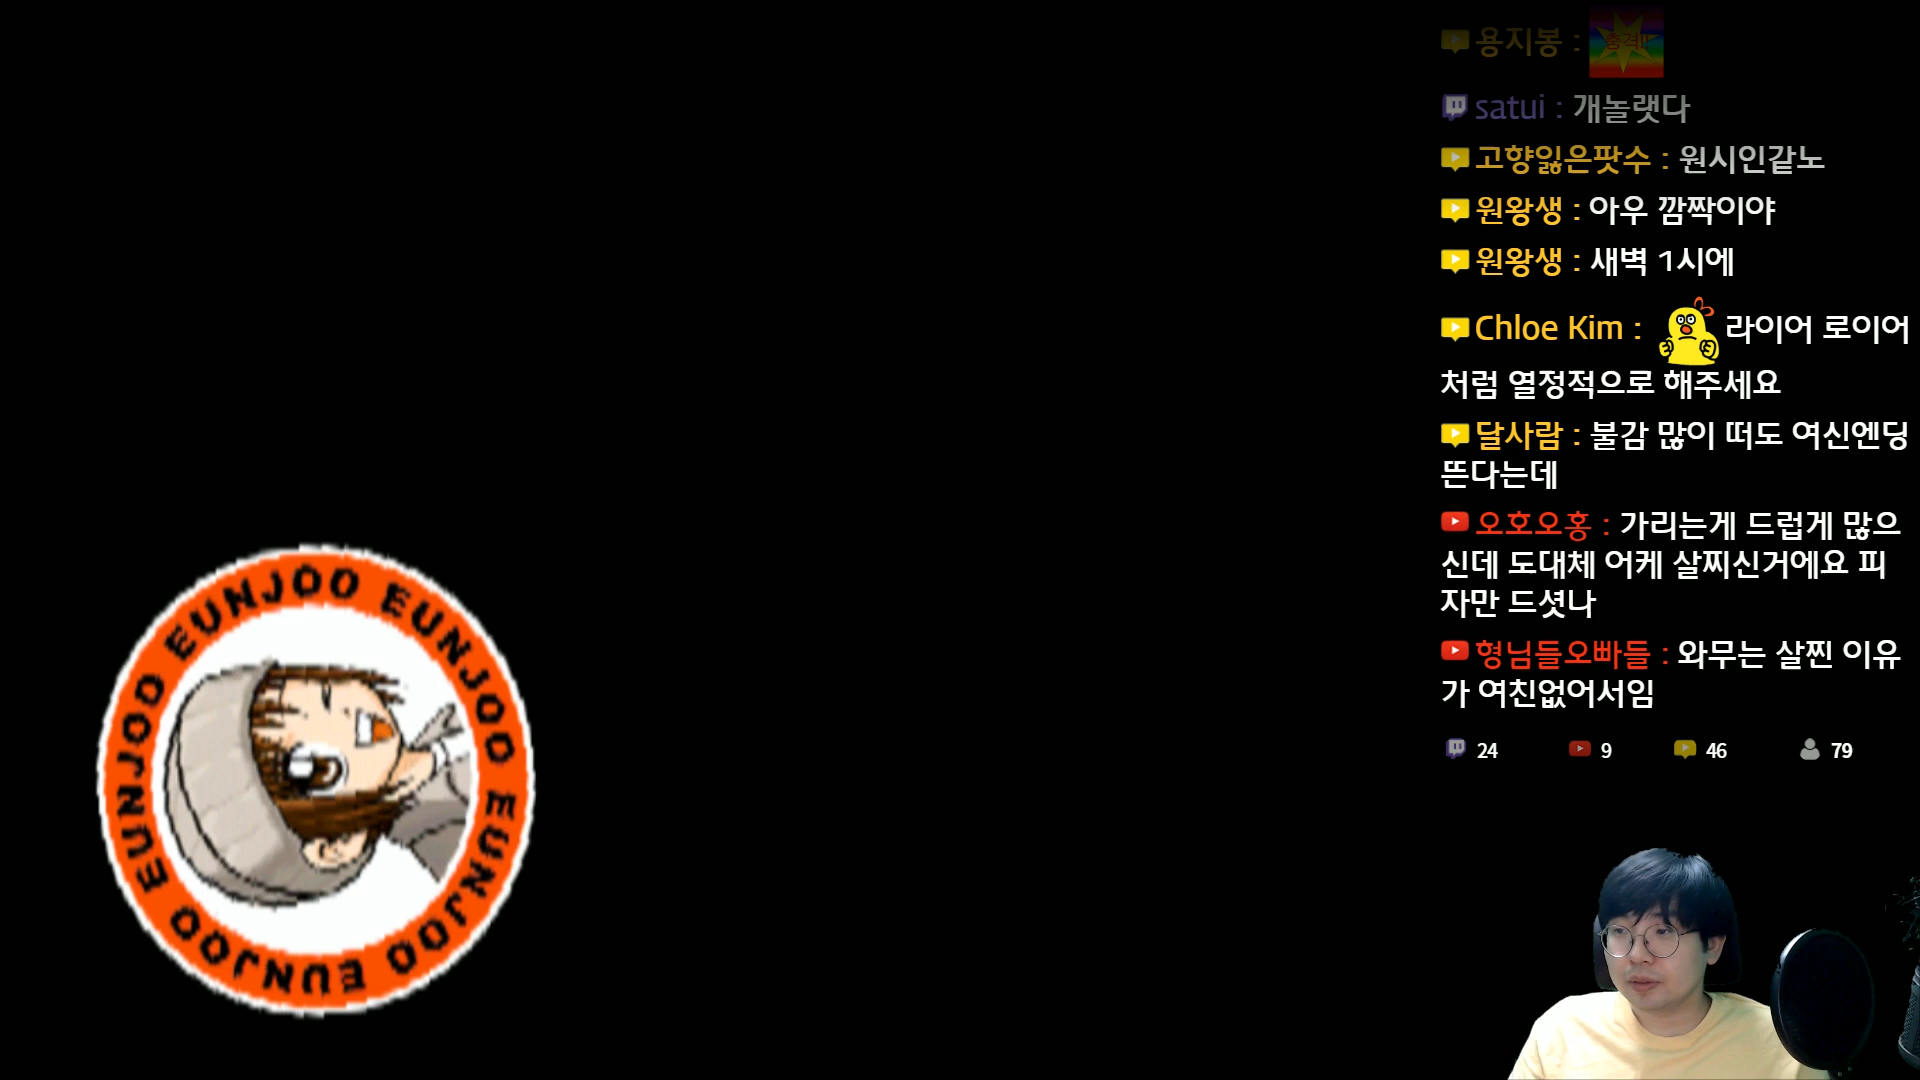 용지봉 : 충격!!
satui : 개놀랫다
고향잃은팟수 : 원시인같노
원왕생 : 아우 깜짝이야
원왕생 : 새벽 1시에
Chloe Kim : 라이어 로이어
처럼 열정적으로 해주세요
달사람 : 불감 많이 떠도 여신엔딩
뜬다는데
오호오홍 : 가리는게 드럽게 많으
신데 도대체 어케 살찌신거에요 피
자만 드셧나
형님들오빠들 : 와무는 살찐 이유
가 여친없어서임
24 9 46 79
EUNJOO EUNJOO EUNJOO EUNJOO EUNJOO EUNJOO